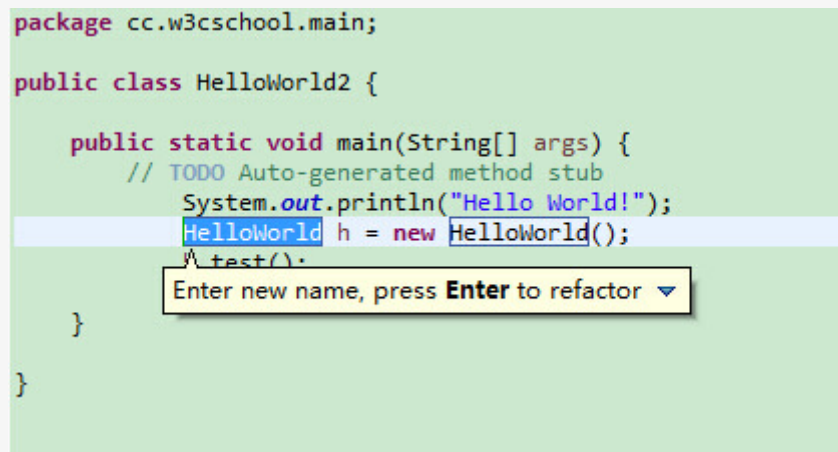 package cc.w3cschool.main;
public class HelloWorld2 {
public static void main(String[] args) {
// TODO Auto-generated method stub
System.out.println("Hello World!");
HelloWorld h = new HelloWorld();
.test();
Enter new name, press Enter to refactor
}
}